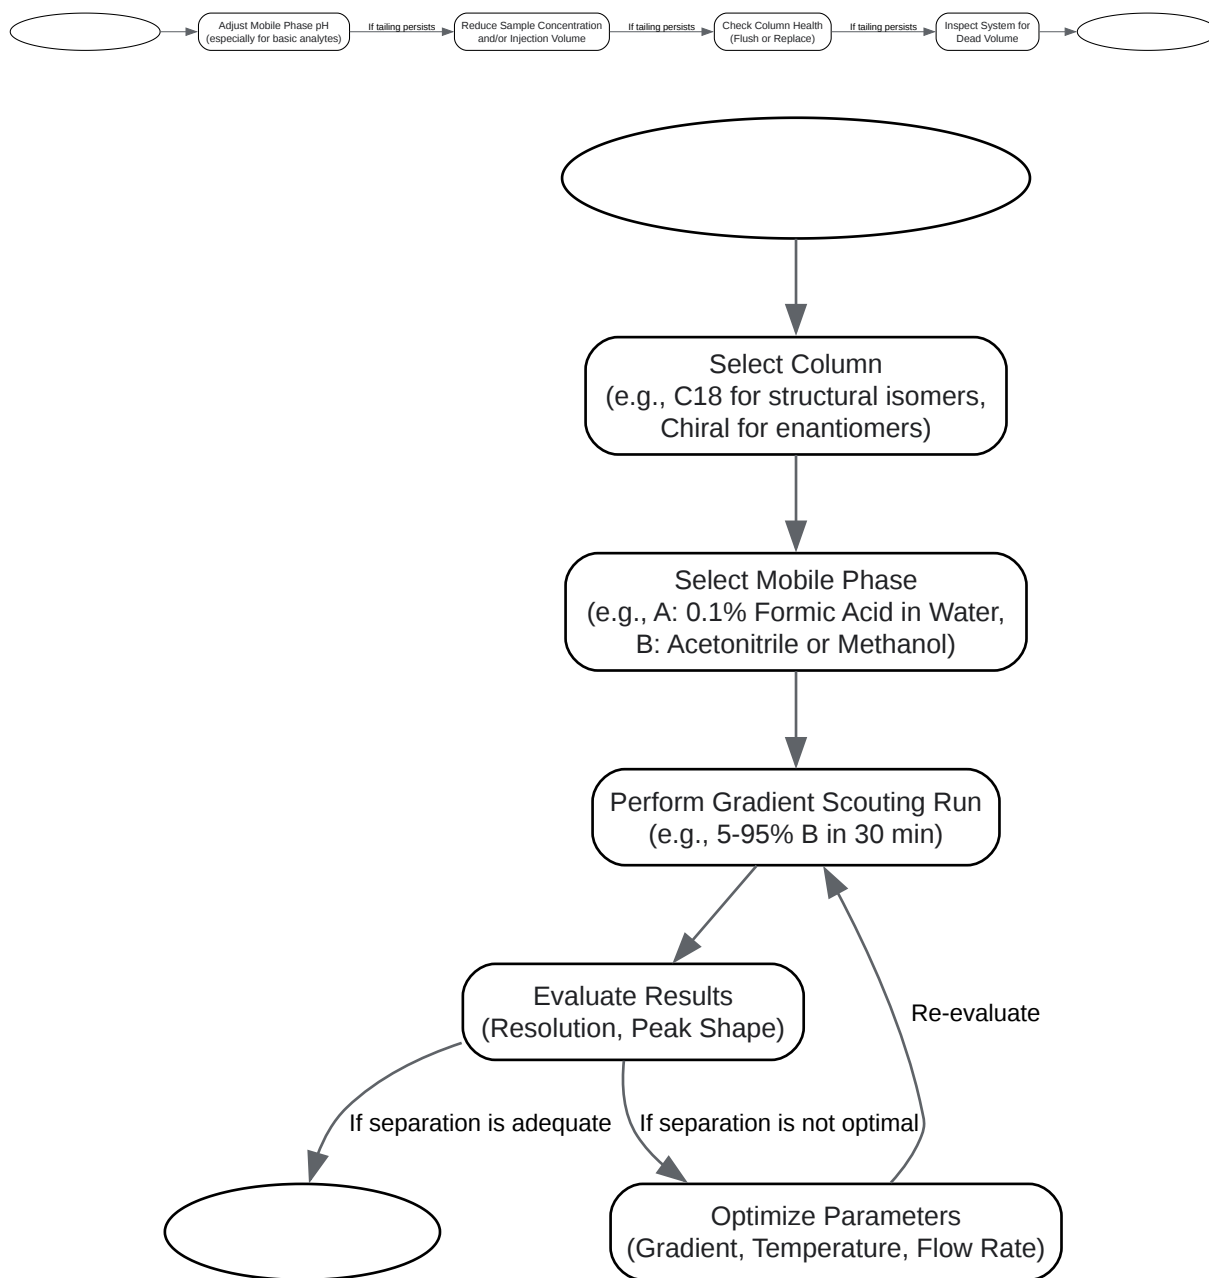 Adjust Mobile Phase pH
(especially for basic analytes)
If tailing persists
Reduce Sample Concentration
and/or Injection Volume
If tailing persists
Check Column Health
(Flush or Replace)
If tailing persists
Inspect System for
Dead Volume
Select Column
(e.g., C18 for structural isomers,
Chiral for enantiomers)
Select Mobile Phase
(e.g., A: 0.1% Formic Acid in Water,
B: Acetonitrile or Methanol)
Perform Gradient Scouting Run
(e.g., 5-95% B in 30 min)
Evaluate Results
(Resolution, Peak Shape)
Re-evaluate
If separation is adequate
If separation is not optimal
Optimize Parameters
(Gradient, Temperature, Flow Rate)